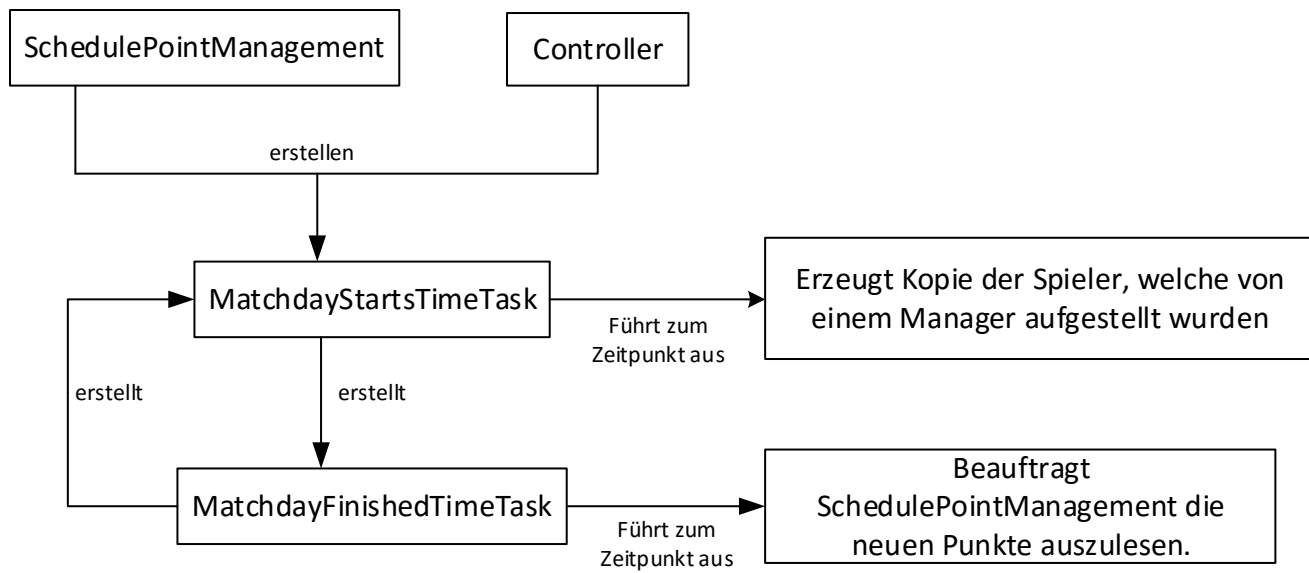 SchedulePointManagement
Controller
erstellen
MatchdayStartsTimeTask
Führt zum
Zeitpunkt aus
Erzeugt Kopie der Spieler, welche von
einem Manager aufgestellt wurden
erstellt
erstellt
MatchdayFinishedTimeTask
Führt zum
Zeitpunkt aus
Beauftragt
SchedulePointManagement die
neuen Punkte auszulesen.